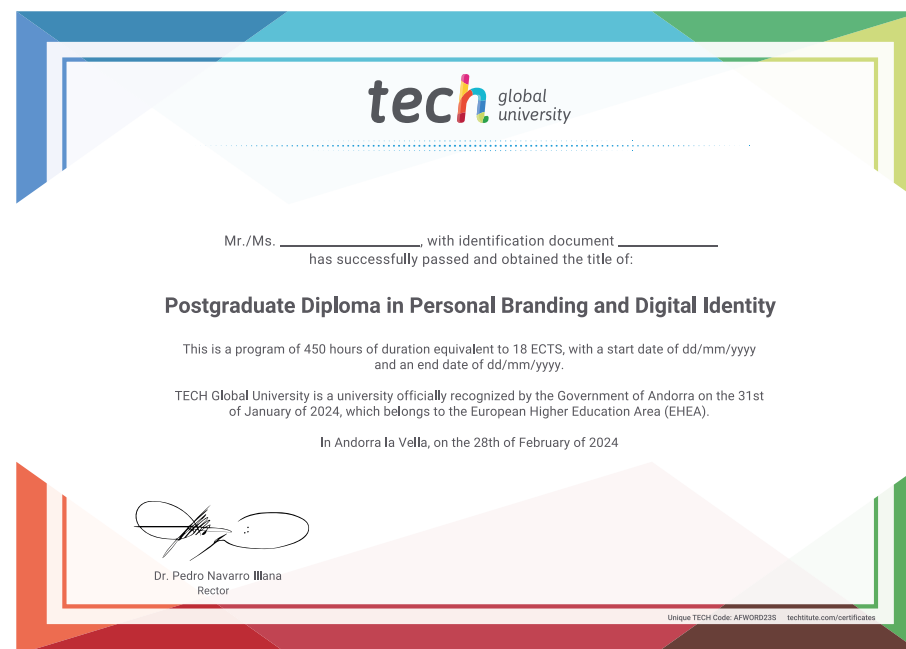 tech global university
Mr./Ms. ____________________, with identification document ______________
has successfully passed and obtained the title of:
Postgraduate Diploma in Personal Branding and Digital Identity
This is a program of 450 hours of duration equivalent to 18 ECTS, with a start date of dd/mm/yyyy
and an end date of dd/mm/yyyy.
TECH Global University is a university officially recognized by the Government of Andorra on the 31st
of January of 2024, which belongs to the European Higher Education Area (EHEA).
In Andorra la Vella, on the 28th of February of 2024
Dr. Pedro Navarro Illana
Rector
Unique TECH Code: AFWORD23S techtitute.com/certificates